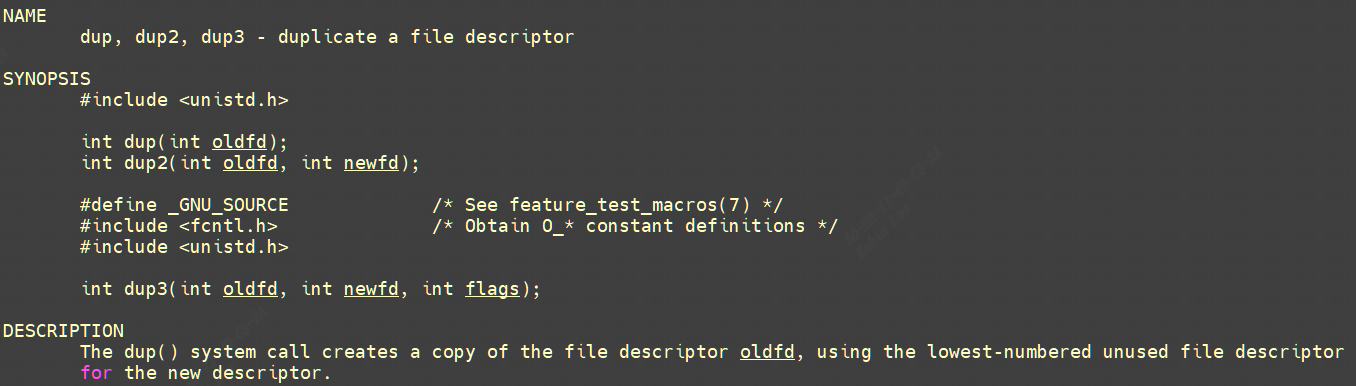 NAME
dup, dup2, dup3 - duplicate a file descriptor
SYNOPSIS
#include <unistd.h>
int dup(int oldfd);
int dup2(int oldfd, int newfd);
#define _GNU_SOURCE /* See feature_test_macros(7) */
#include <fcntl.h> /* Obtain O_* constant definitions */
#include <unistd.h>
int dup3(int oldfd, int newfd, int flags);
DESCRIPTION
The dup() system call creates a copy of the file descriptor oldfd, using the lowest-numbered unused file descriptor
for the new descriptor.